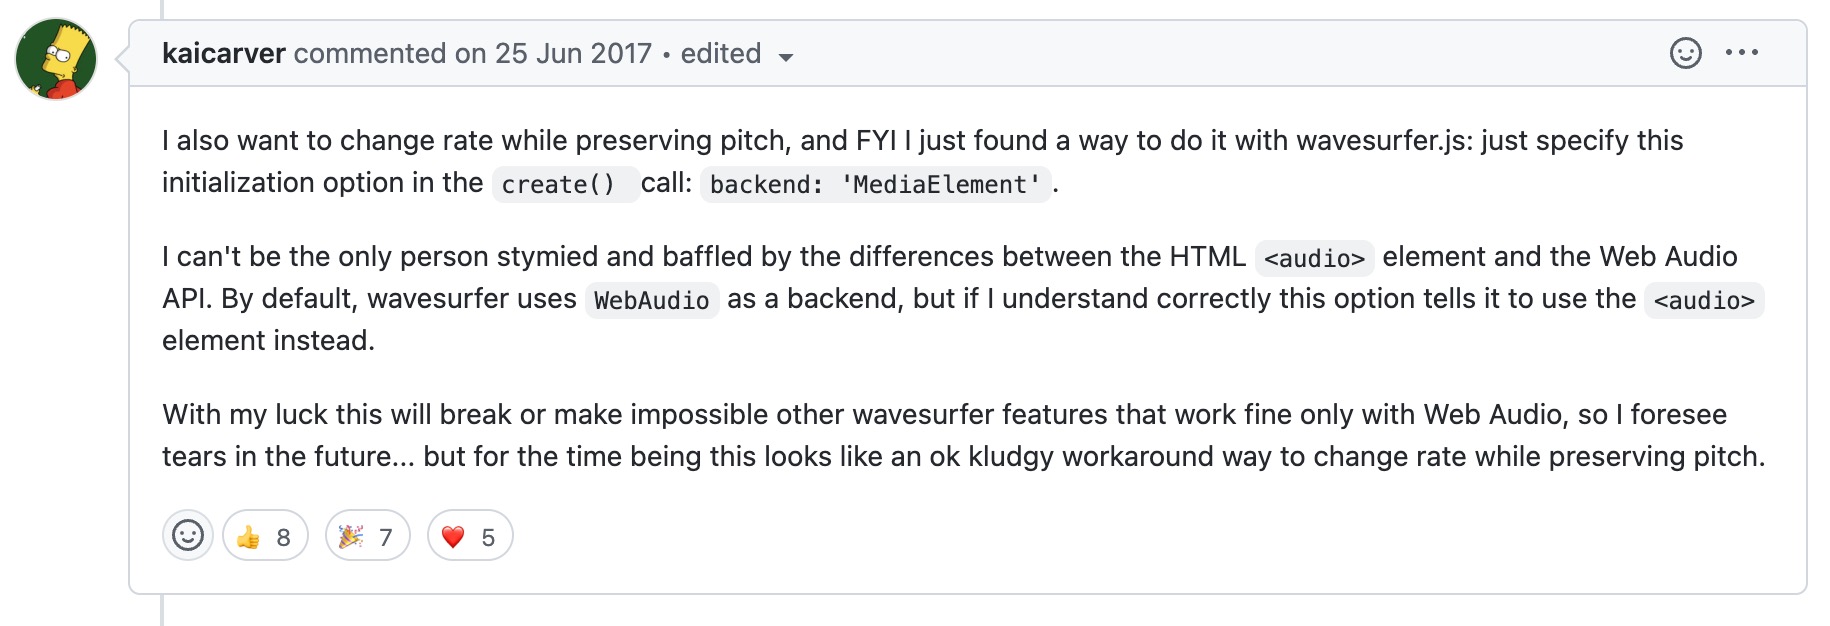 kaicarver commented on 25 Jun 2017 • edited
I also want to change rate while preserving pitch, and FYI I just found a way to do it with wavesurfer.js: just specify this
initialization option in the create() call: backend: 'MediaElement'.
I can't be the only person stymied and baffled by the differences between the HTML <audio> element and the Web Audio
API. By default, wavesurfer uses WebAudio as a backend, but if I understand correctly this option tells it to use the <audio>
element instead.
With my luck this will break or make impossible other wavesurfer features that work fine only with Web Audio, so I foresee
tears in the future... but for the time being this looks like an ok kludgy workaround way to change rate while preserving pitch.
👍 8 🎉 7 ❤️ 5